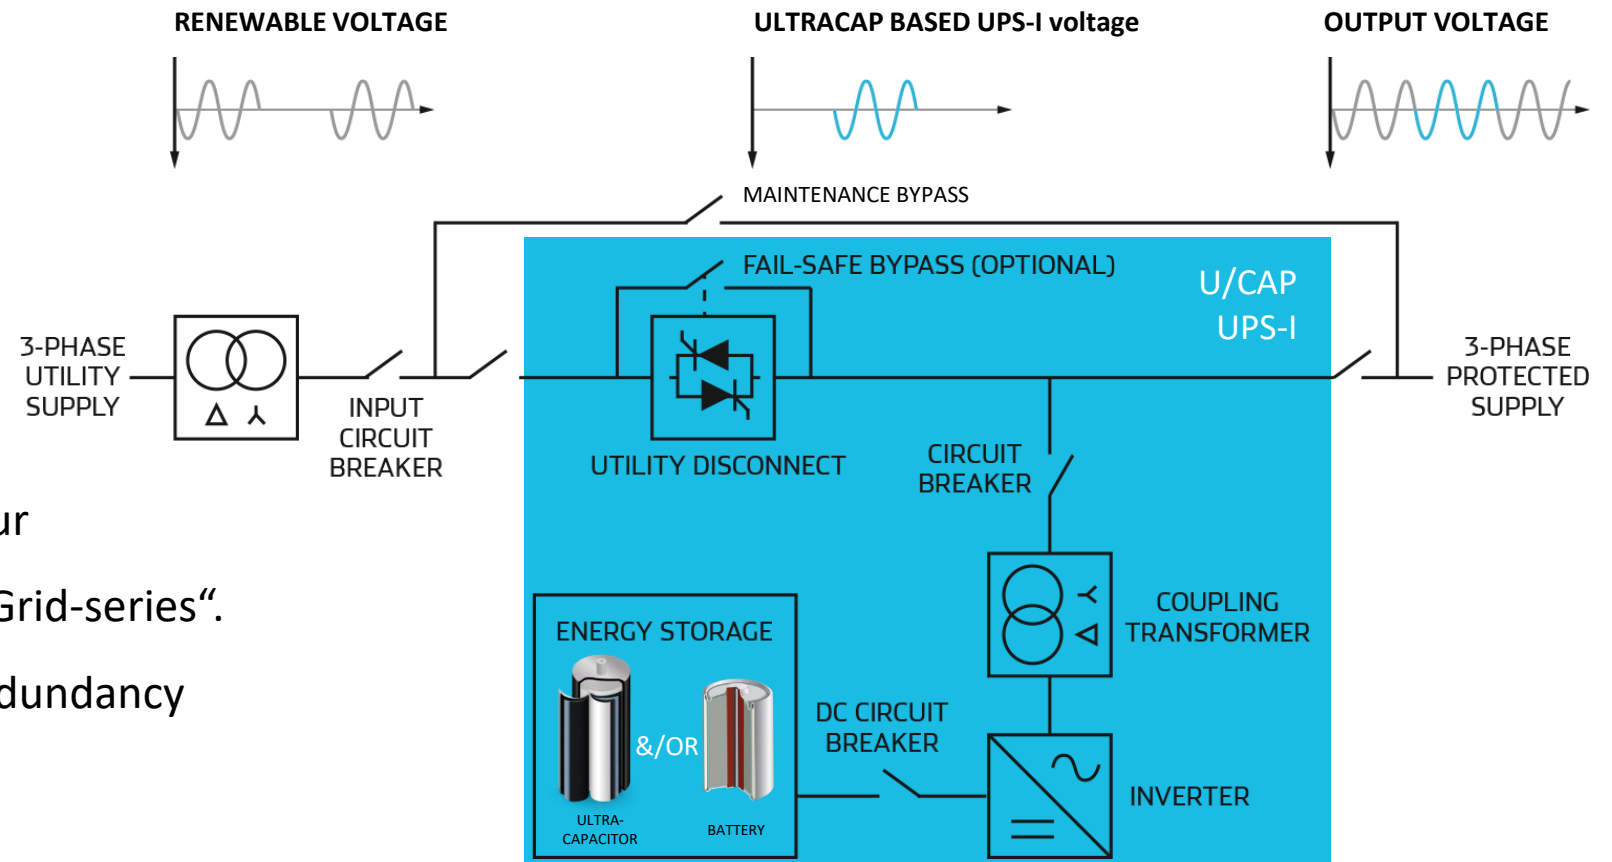 RENEWABLE VOLTAGE
ULTRACAP BASED UPS-I voltage
OUTPUT VOLTAGE
MAINTENANCE BYPASS
FAIL-SAFE BYPASS (OPTIONAL)
U/CAP
UPS-I
3-PHASE
UTILITY
SUPPLY
INPUT
CIRCUIT
BREAKER
UTILITY DISCONNECT
CIRCUIT
BREAKER
3-PHASE
PROTECTED
SUPPLY
ur
Grid-series“.
dundancy
ENERGY STORAGE
&/OR
ULTRA-
CAPACITOR
BATTERY
DC CIRCUIT
BREAKER
COUPLING
TRANSFORMER
INVERTER